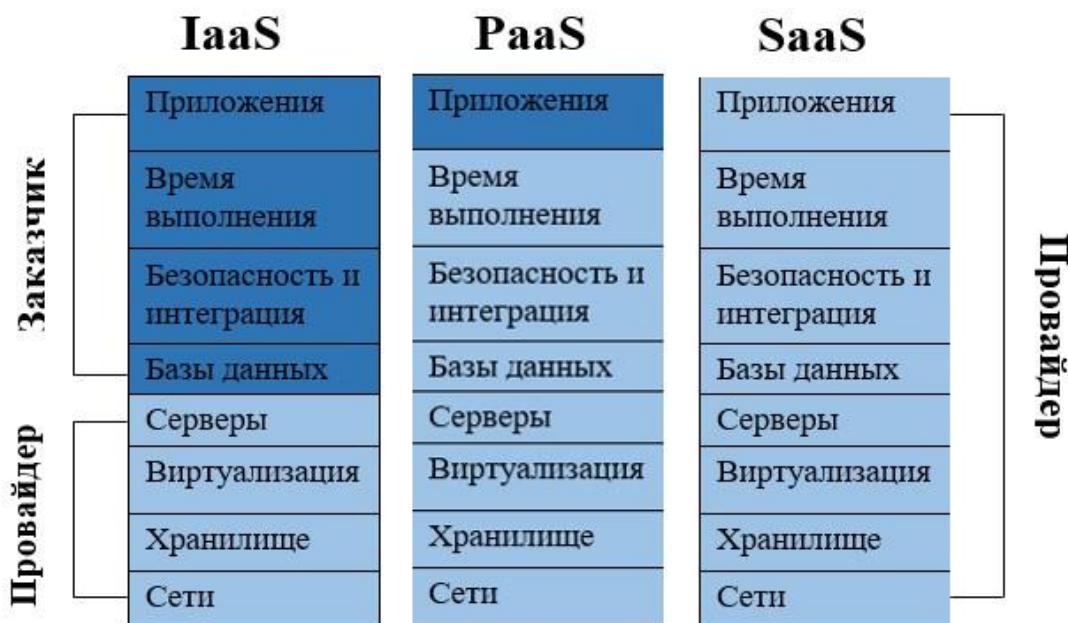 IaaS
PaaS
SaaS
Заказчик
Провайдер
Приложения
Время
выполнения
Безопасность и
интеграция
Базы данных
Серверы
Виртуализация
Хранилище
Сети
Приложения
Время
выполнения
Безопасность и
интеграция
Базы данных
Серверы
Виртуализация
Хранилище
Сети
Приложения
Время
выполнения
Безопасность и
интеграция
Базы данных
Серверы
Виртуализация
Хранилище
Сети
Провайдер